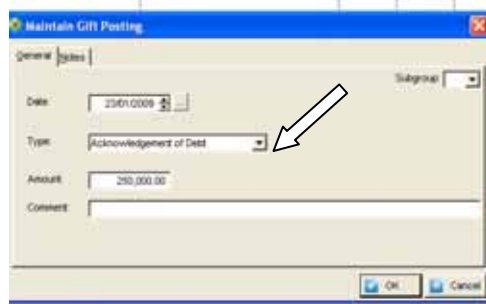 Maintain Gift Posting
General Notes
Subgroup
Date 23/01/2009 ...
Type Acknowledgement of Debt
Amount 250,000.00
Comment
OK Cancel